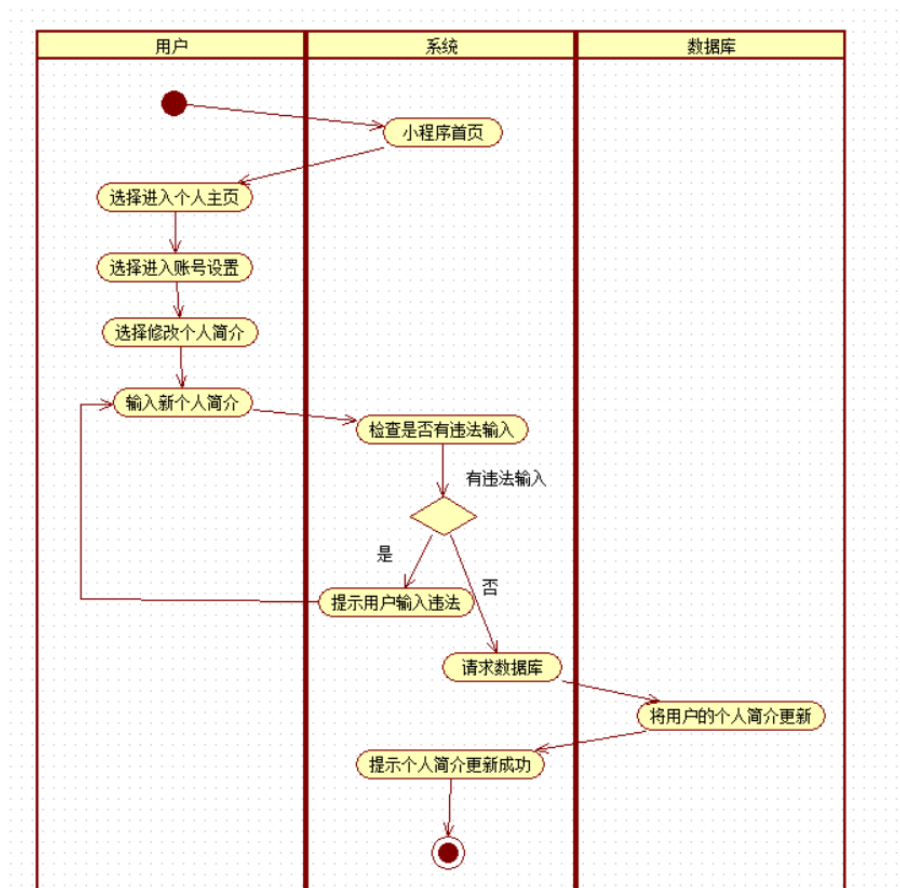 用户
系统
数据库
小程序首页
选择进入个人主页
选择进入账号设置
选择修改个人简介
输入新个人简介
检查是否有违法输入
有违法输入
是
否
提示用户输入违法
请求数据库
将用户的个人简介更新
提示个人简介更新成功